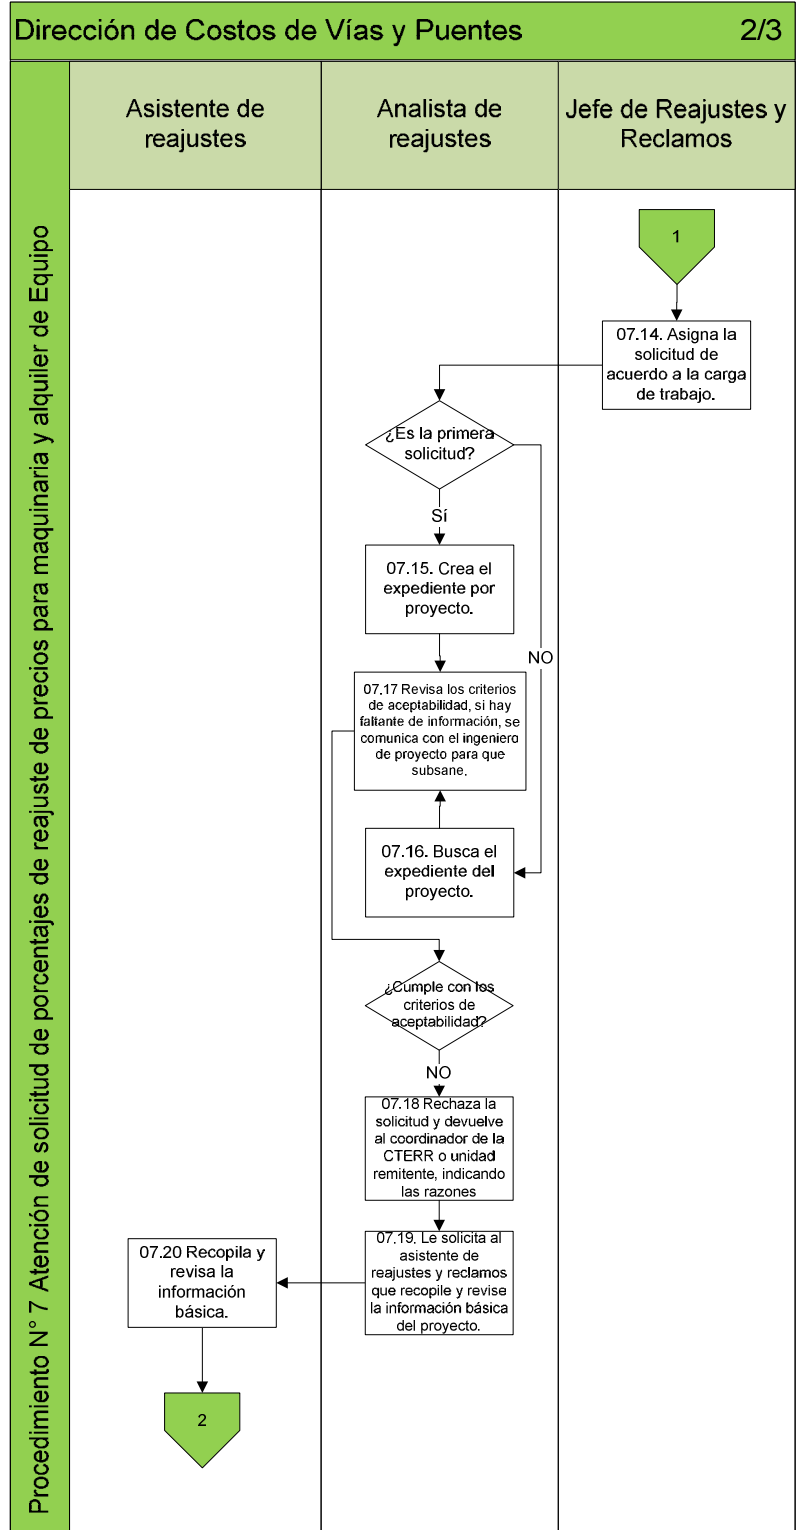 Dirección de Costos de Vías y Puentes 2/3
Procedimiento N° 7 Atención de solicitud de porcentajes de reajuste de precios para maquinaria y alquiler de Equipo
Asistente de
reajustes
Analista de
reajustes
Jefe de Reajustes y
Reclamos
1
07.14. Asigna la
solicitud de
acuerdo a la carga
de trabajo.
¿Es la primera
solicitud?
Sí
07.15. Crea el
expediente por
proyecto.
NO
07.17 Revisa los criterios
de aceptabilidad, si hay
faltante de información, se
comunica con el ingeniero
de proyecto para que
subsane.
07.16. Busca el
expediente del
proyecto.
¿Cumple con los
criterios de
aceptabilidad?
NO
07.18 Rechaza la
solicitud y devuelve
al coordinador de la
CTERR o unidad
remitente, indicando
las razones
07.19. Le solicita al
asistente de
reajustes y reclamos
que recopile y revise
la información básica
del proyecto.
07.20 Recopila y
revisa la
información
básica.
2